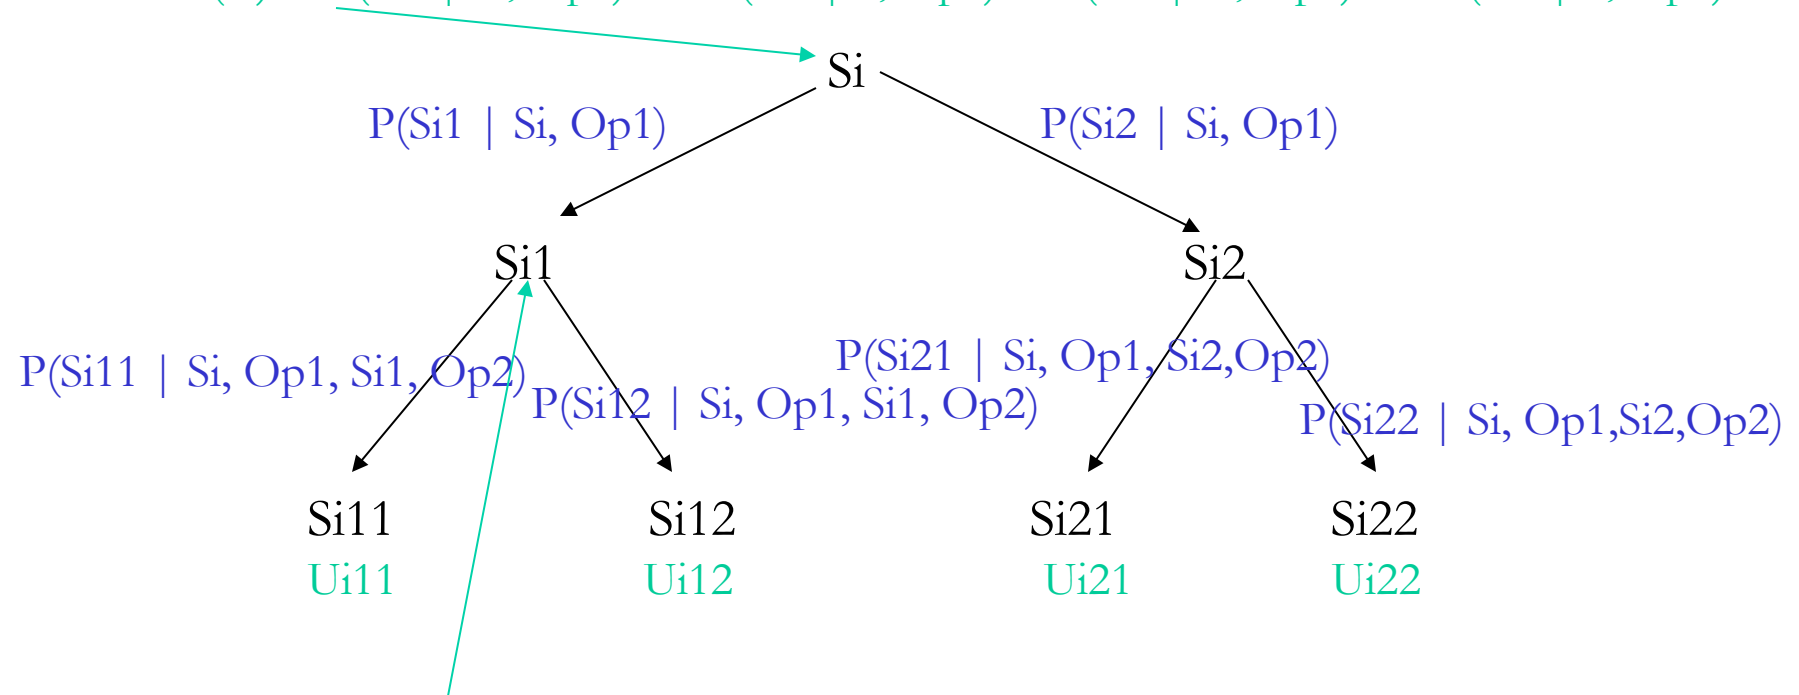 Si
P(Si1 | Si, Op1)
P(Si2 | Si, Op1)
Si1
Si2
P(Si11 | Si, Op1, Si1, Op2)
P(Si12 | Si, Op1, Si1, Op2)
P(Si21 | Si, Op1, Si2,Op2)
P(Si22 | Si, Op1,Si2,Op2)
Si11
Si12
Si21
Si22
Ui11
Ui12
Ui21
Ui22